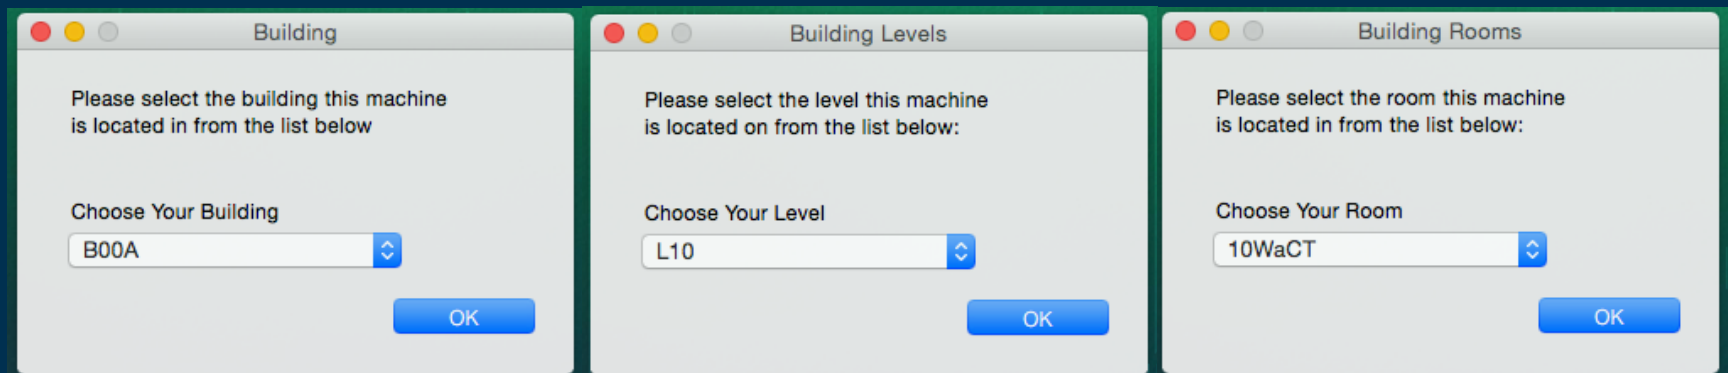 Building
Please select the building this machine
is located in from the list below
Choose Your Building
B00A
OK
Building Levels
Please select the level this machine
is located on from the list below:
Choose Your Level
L10
OK
Building Rooms
Please select the room this machine
is located in from the list below:
Choose Your Room
10WaCT
OK